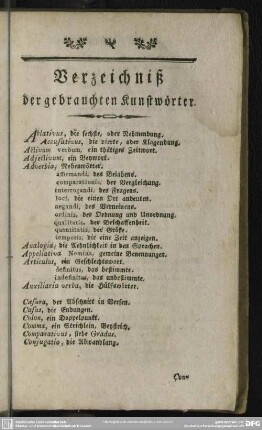 Verzeichniß
der gebrauchten Kunstwörter.
Ablativus, die sechste, oder Nehmendung.
Accusativus, die vierte, oder Klagendung.
Activum verbum, ein thätiges Zeitwort.
Adjectivum, ein Beywort.
Adverbia, Nebenwörter.
affirmandi, des Bejahens.
comparationis, der Vergleichung.
interrogandi, des Fragens.
loci, die einen Ort andeuten.
negandi, des Verneinens.
ordinis, der Ordnung und Anordnung.
qualitatis, der Beschaffenheit.
quantitatis, der Größe.
temporis, die eine Zeit anzeigen.
Analogia, die Aehnlichkeit in den Sprachen.
Appellativa Nomina, gemeine Benennungen.
Articulus, ein Geschlechtswort.
definitus, das bestimmte.
indefinitus, das unbestimmte.
Auxiliaria verba, die Hülfswörter.
Cæsura, der Abschnitt in Versen.
Casus, die Endungen.
Colon, ein Doppelpunkt.
Comma, ein Strichlein, Beystrich.
Comparationis, siehe Gradus.
Conjugatio, die Abwandlung.
Con-